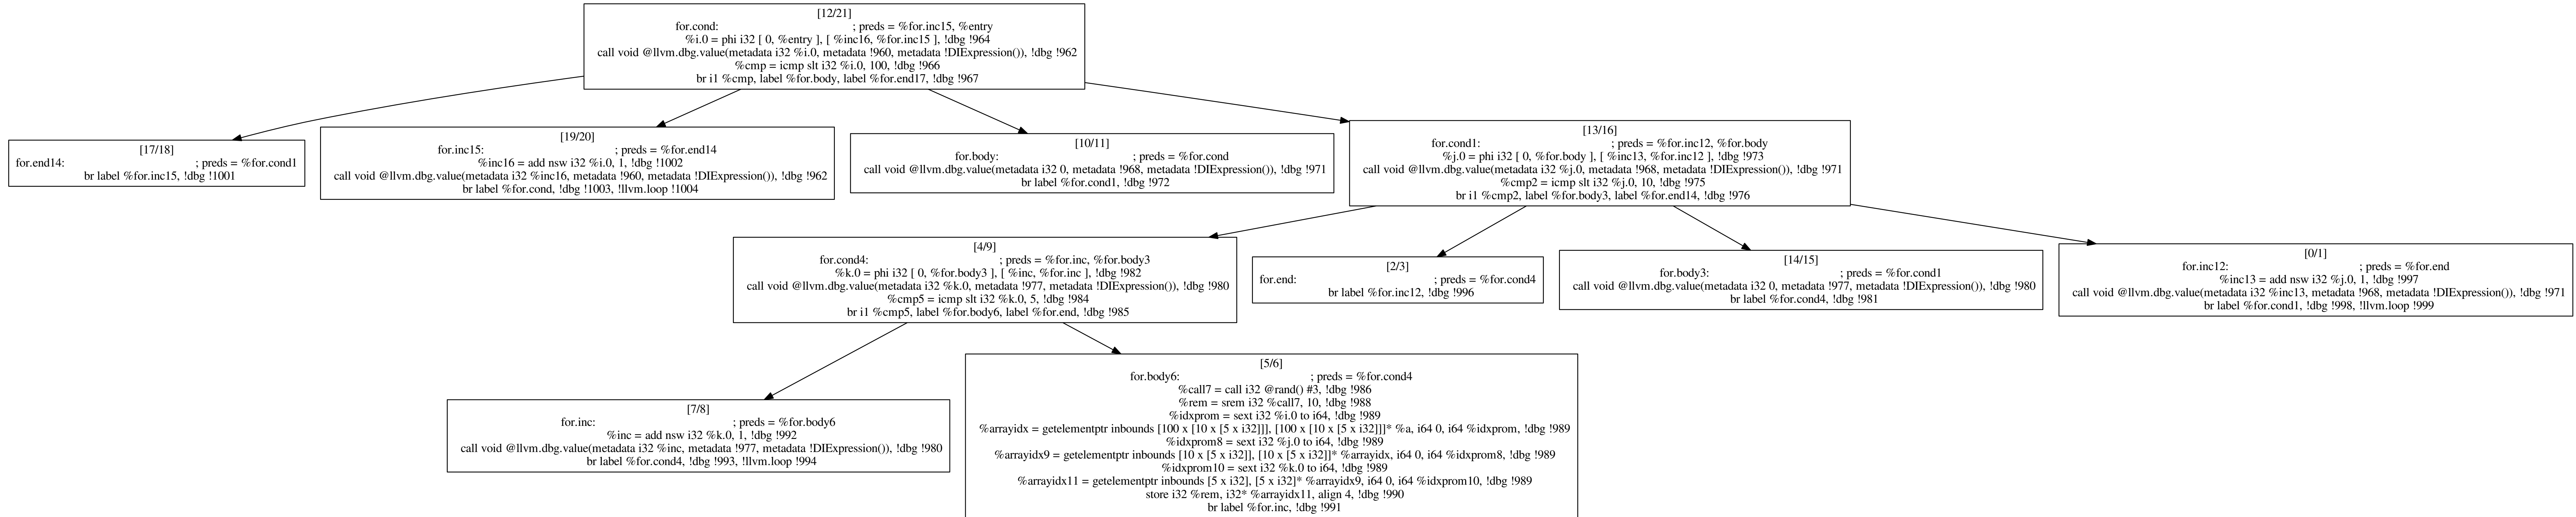 [12/21]
for.cond: ; preds = %for.inc15, %entry
%i.0 = phi i32 [ 0, %entry ], [ %inc16, %for.inc15 ], !dbg !964
call void @llvm.dbg.value(metadata i32 %i.0, metadata !960, metadata !DIExpression()), !dbg !962
%cmp = icmp slt i32 %i.0, 100, !dbg !966
br i1 %cmp, label %for.body, label %for.end17, !dbg !967
[17/18]
for.end14: ; preds = %for.cond1
br label %for.inc15, !dbg !1001
[19/20]
for.inc15: ; preds = %for.end14
%inc16 = add nsw i32 %i.0, 1, !dbg !1002
call void @llvm.dbg.value(metadata i32 %inc16, metadata !960, metadata !DIExpression()), !dbg !962
br label %for.cond, !dbg !1003, !llvm.loop !1004
[10/11]
for.body: ; preds = %for.cond
call void @llvm.dbg.value(metadata i32 0, metadata !968, metadata !DIExpression()), !dbg !971
br label %for.cond1, !dbg !972
[13/16]
for.cond1: ; preds = %for.inc12, %for.body
%j.0 = phi i32 [ 0, %for.body ], [ %inc13, %for.inc12 ], !dbg !973
call void @llvm.dbg.value(metadata i32 %j.0, metadata !968, metadata !DIExpression()), !dbg !971
%cmp2 = icmp slt i32 %j.0, 10, !dbg !975
br i1 %cmp2, label %for.body3, label %for.end14, !dbg !976
[4/9]
for.cond4: ; preds = %for.inc, %for.body3
%k.0 = phi i32 [ 0, %for.body3 ], [ %inc, %for.inc ], !dbg !982
call void @llvm.dbg.value(metadata i32 %k.0, metadata !977, metadata !DIExpression()), !dbg !980
%cmp5 = icmp slt i32 %k.0, 5, !dbg !984
br i1 %cmp5, label %for.body6, label %for.end, !dbg !985
[2/3]
for.end: ; preds = %for.cond4
br label %for.inc12, !dbg !996
[14/15]
for.body3: ; preds = %for.cond1
call void @llvm.dbg.value(metadata i32 0, metadata !977, metadata !DIExpression()), !dbg !980
br label %for.cond4, !dbg !981
[0/1]
for.inc12: ; preds = %for.end
%inc13 = add nsw i32 %j.0, 1, !dbg !997
call void @llvm.dbg.value(metadata i32 %inc13, metadata !968, metadata !DIExpression()), !dbg !971
br label %for.cond1, !dbg !998, !llvm.loop !999
[7/8]
for.inc: ; preds = %for.body6
%inc = add nsw i32 %k.0, 1, !dbg !992
call void @llvm.dbg.value(metadata i32 %inc, metadata !977, metadata !DIExpression()), !dbg !980
br label %for.cond4, !dbg !993, !llvm.loop !994
[5/6]
for.body6: ; preds = %for.cond4
%call7 = call i32 @rand() #3, !dbg !986
%rem = srem i32 %call7, 10, !dbg !988
%idxprom = sext i32 %i.0 to i64, !dbg !989
%arrayidx = getelementptr inbounds [100 x [10 x [5 x i32]]], [100 x [10 x [5 x i32]]]* %a, i64 0, i64 %idxprom, !dbg !989
%idxprom8 = sext i32 %j.0 to i64, !dbg !989
%arrayidx9 = getelementptr inbounds [10 x [5 x i32]], [10 x [5 x i32]]* %arrayidx, i64 0, i64 %idxprom8, !dbg !989
%idxprom10 = sext i32 %k.0 to i64, !dbg !989
%arrayidx11 = getelementptr inbounds [5 x i32], [5 x i32]* %arrayidx9, i64 0, i64 %idxprom10, !dbg !989
store i32 %rem, i32* %arrayidx11, align 4, !dbg !990
br label %for.inc, !dbg !991